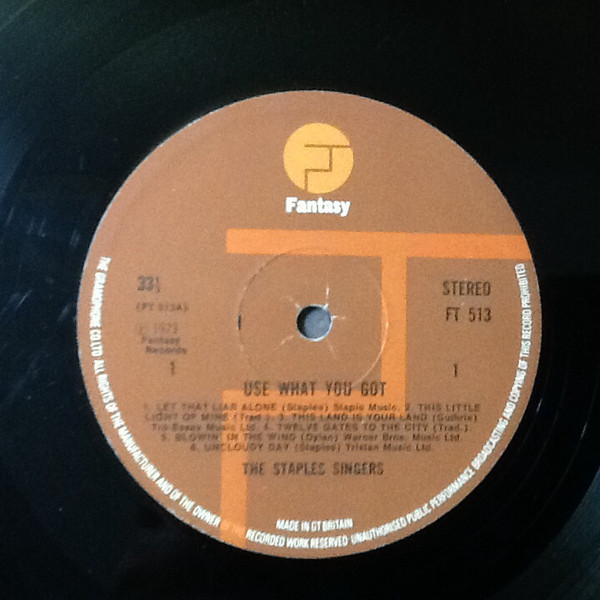 Fantasy
33⅓
STEREO
(FT 513A)
FT 513
℗ 1973
Fantasy
Records
1
1
USE WHAT YOU GOT
1. LET THAT LIAR ALONE (Staples) Staple Music. 2. THIS LITTLE
LIGHT OF MINE (Trad.). 3. THIS LAND IS YOUR LAND (Guthrie)
Tro-Essex Music Ltd. 4. TWELVE GATES TO THE CITY (Trad.).
5. BLOWIN' IN THE WIND (Dylan) Warner Bros. Music Ltd.
6. UNCLOUDY DAY (Staples) Tristan Music Ltd.
THE STAPLES SINGERS
MADE IN GT BRITAIN
THE GRAMOPHONE CO LTD ALL RIGHTS OF THE MANUFACTURER AND OF THE OWNER OF THE RECORDED WORK RESERVED UNAUTHORISED PUBLIC PERFORMANCE BROADCASTING AND COPYING OF THIS RECORD PROHIBITED